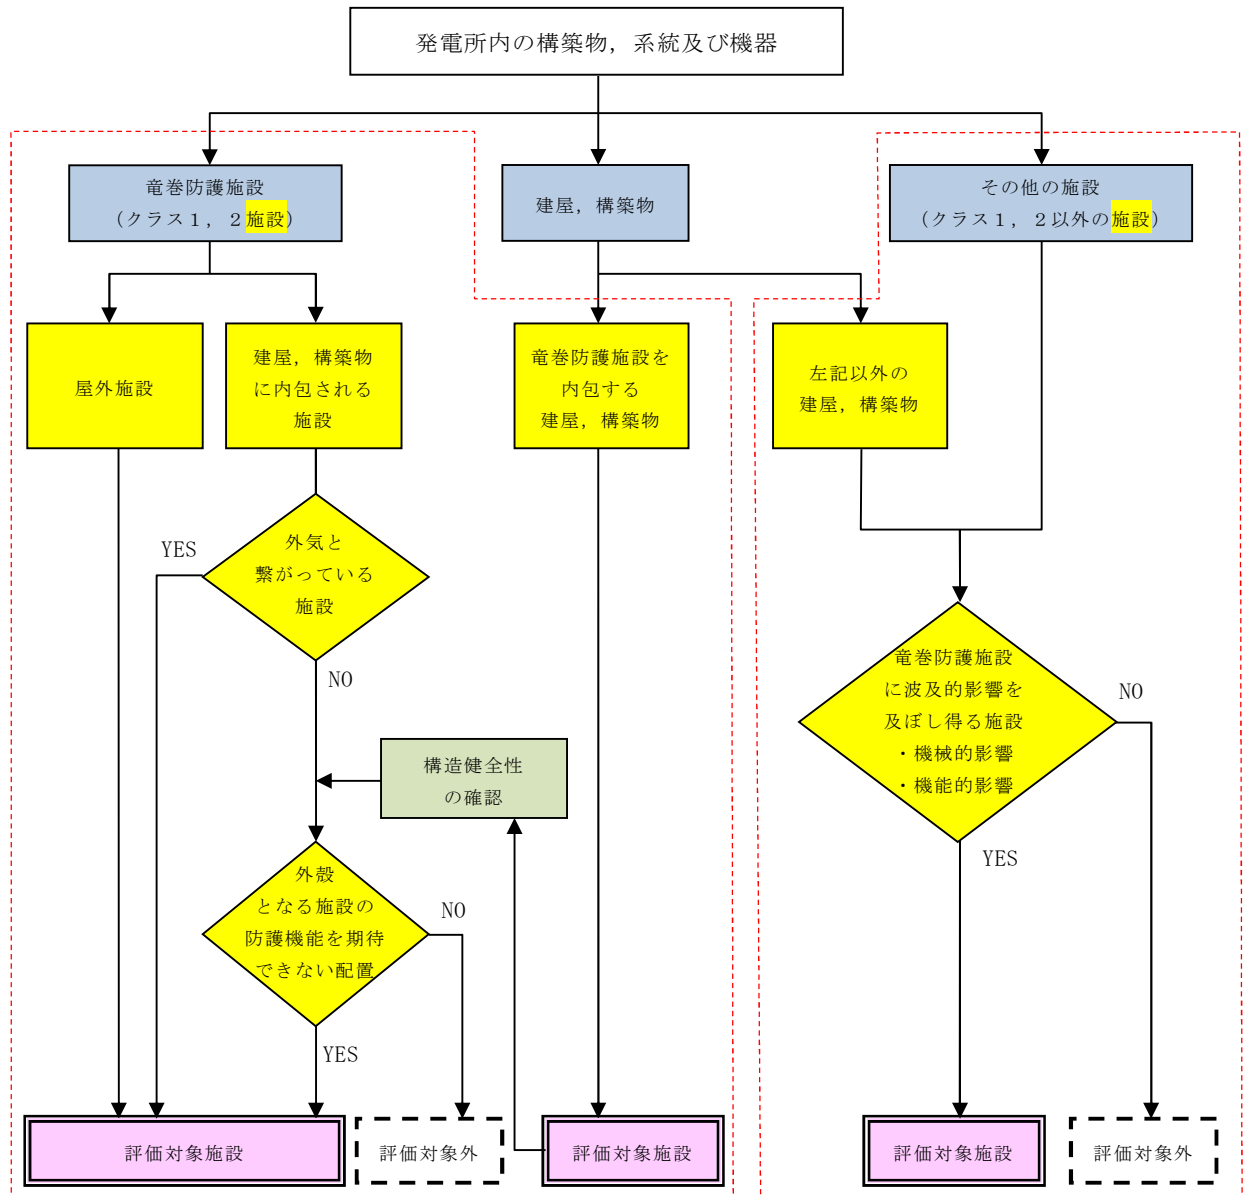 発電所内の構築物，系統及び機器
竜巻防護施設
（クラス１，２施設）
建屋，構築物
その他の施設
（クラス１，２以外の施設）
屋外施設
建屋，構築物
に内包される
施設
竜巻防護施設を
内包する
建屋，構築物
左記以外の
建屋，構築物
外気と
繋がっている
施設
YES
NO
構造健全性
の確認
竜巻防護施設
に波及的影響を
及ぼし得る施設
・機械的影響
・機能的影響
NO
YES
外殻
となる施設の
防護機能を期待
できない配置
NO
YES
評価対象施設
評価対象外
評価対象施設
評価対象施設
評価対象外